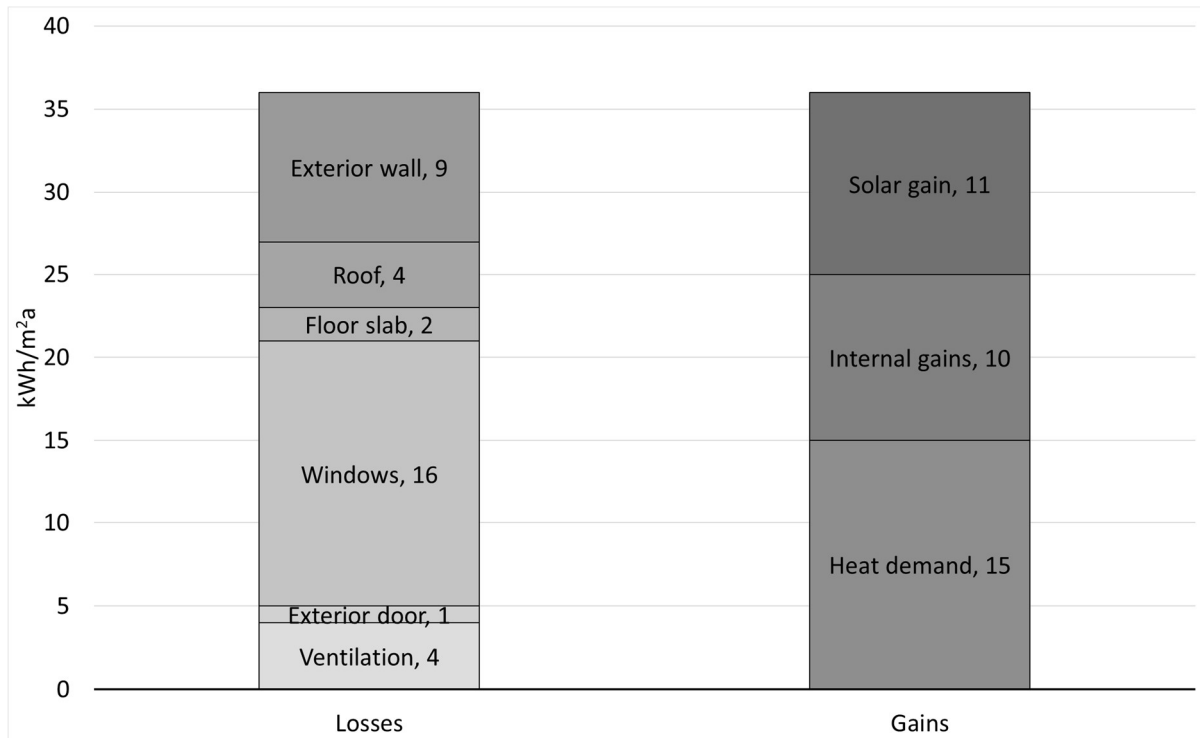 40
35
30
25
20
15
10
5
0
kWh/m²a
Exterior wall, 9
Roof, 4
Floor slab, 2
Windows, 16
Exterior door, 1
Ventilation, 4
Solar gain, 11
Internal gains, 10
Heat demand, 15
Losses
Gains